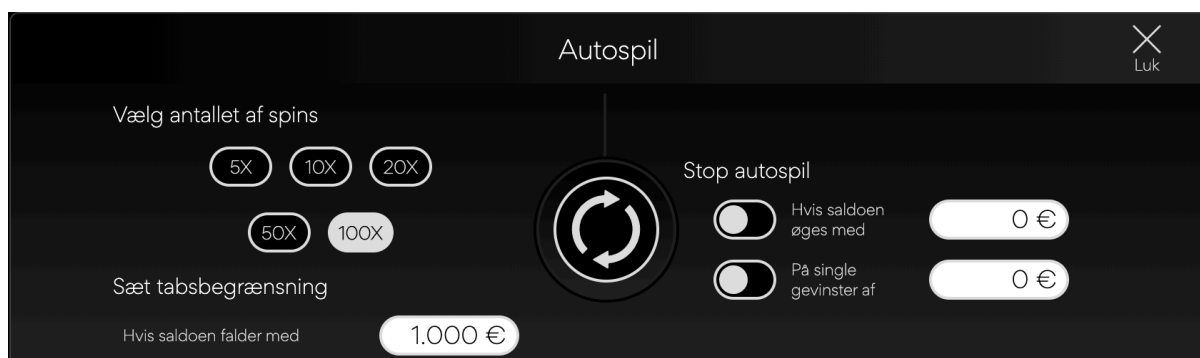 Autospil
Luk
Vælg antallet af spins
5X 10X 20X
50X 100X
Sæt tabsbegrænsning
Hvis saldoen falder med 1.000 €
Stop autospil
Hvis saldoen
øges med
0 €
På single
gevinster af
0 €